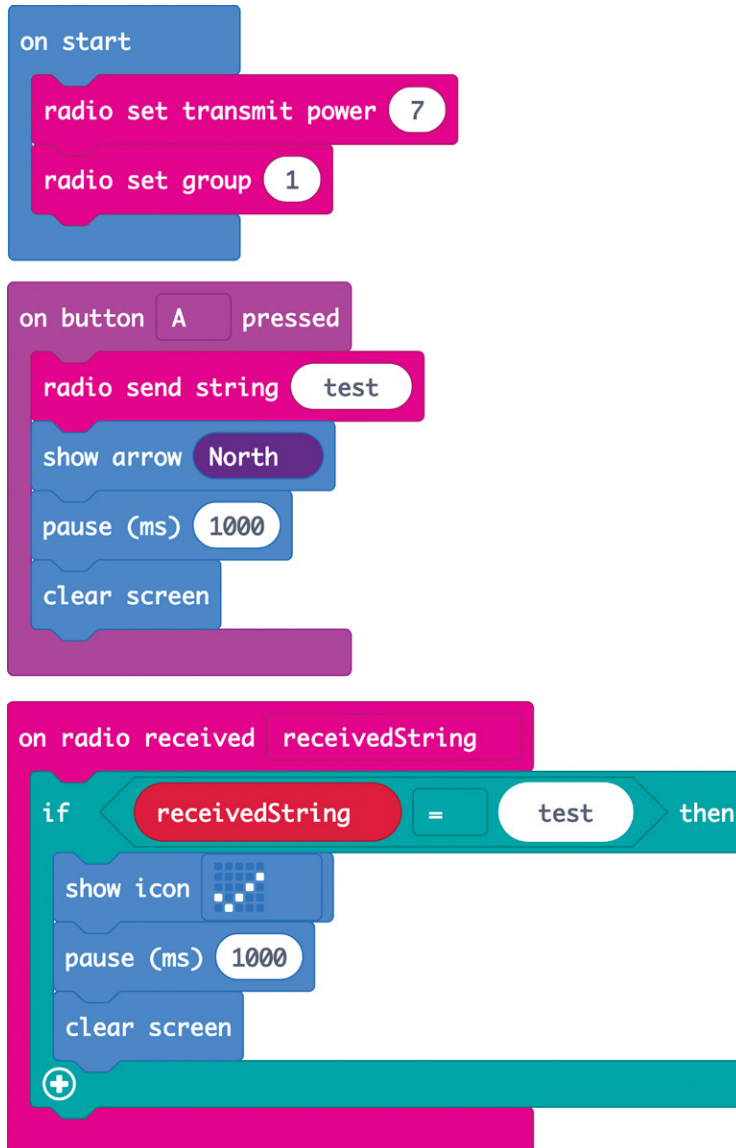 on start
radio set transmit power 7
radio set group 1
on button A pressed
radio send string test
show arrow North
pause (ms) 1000
clear screen
on radio received receivedString
if receivedString = test then
show icon
pause (ms) 1000
clear screen